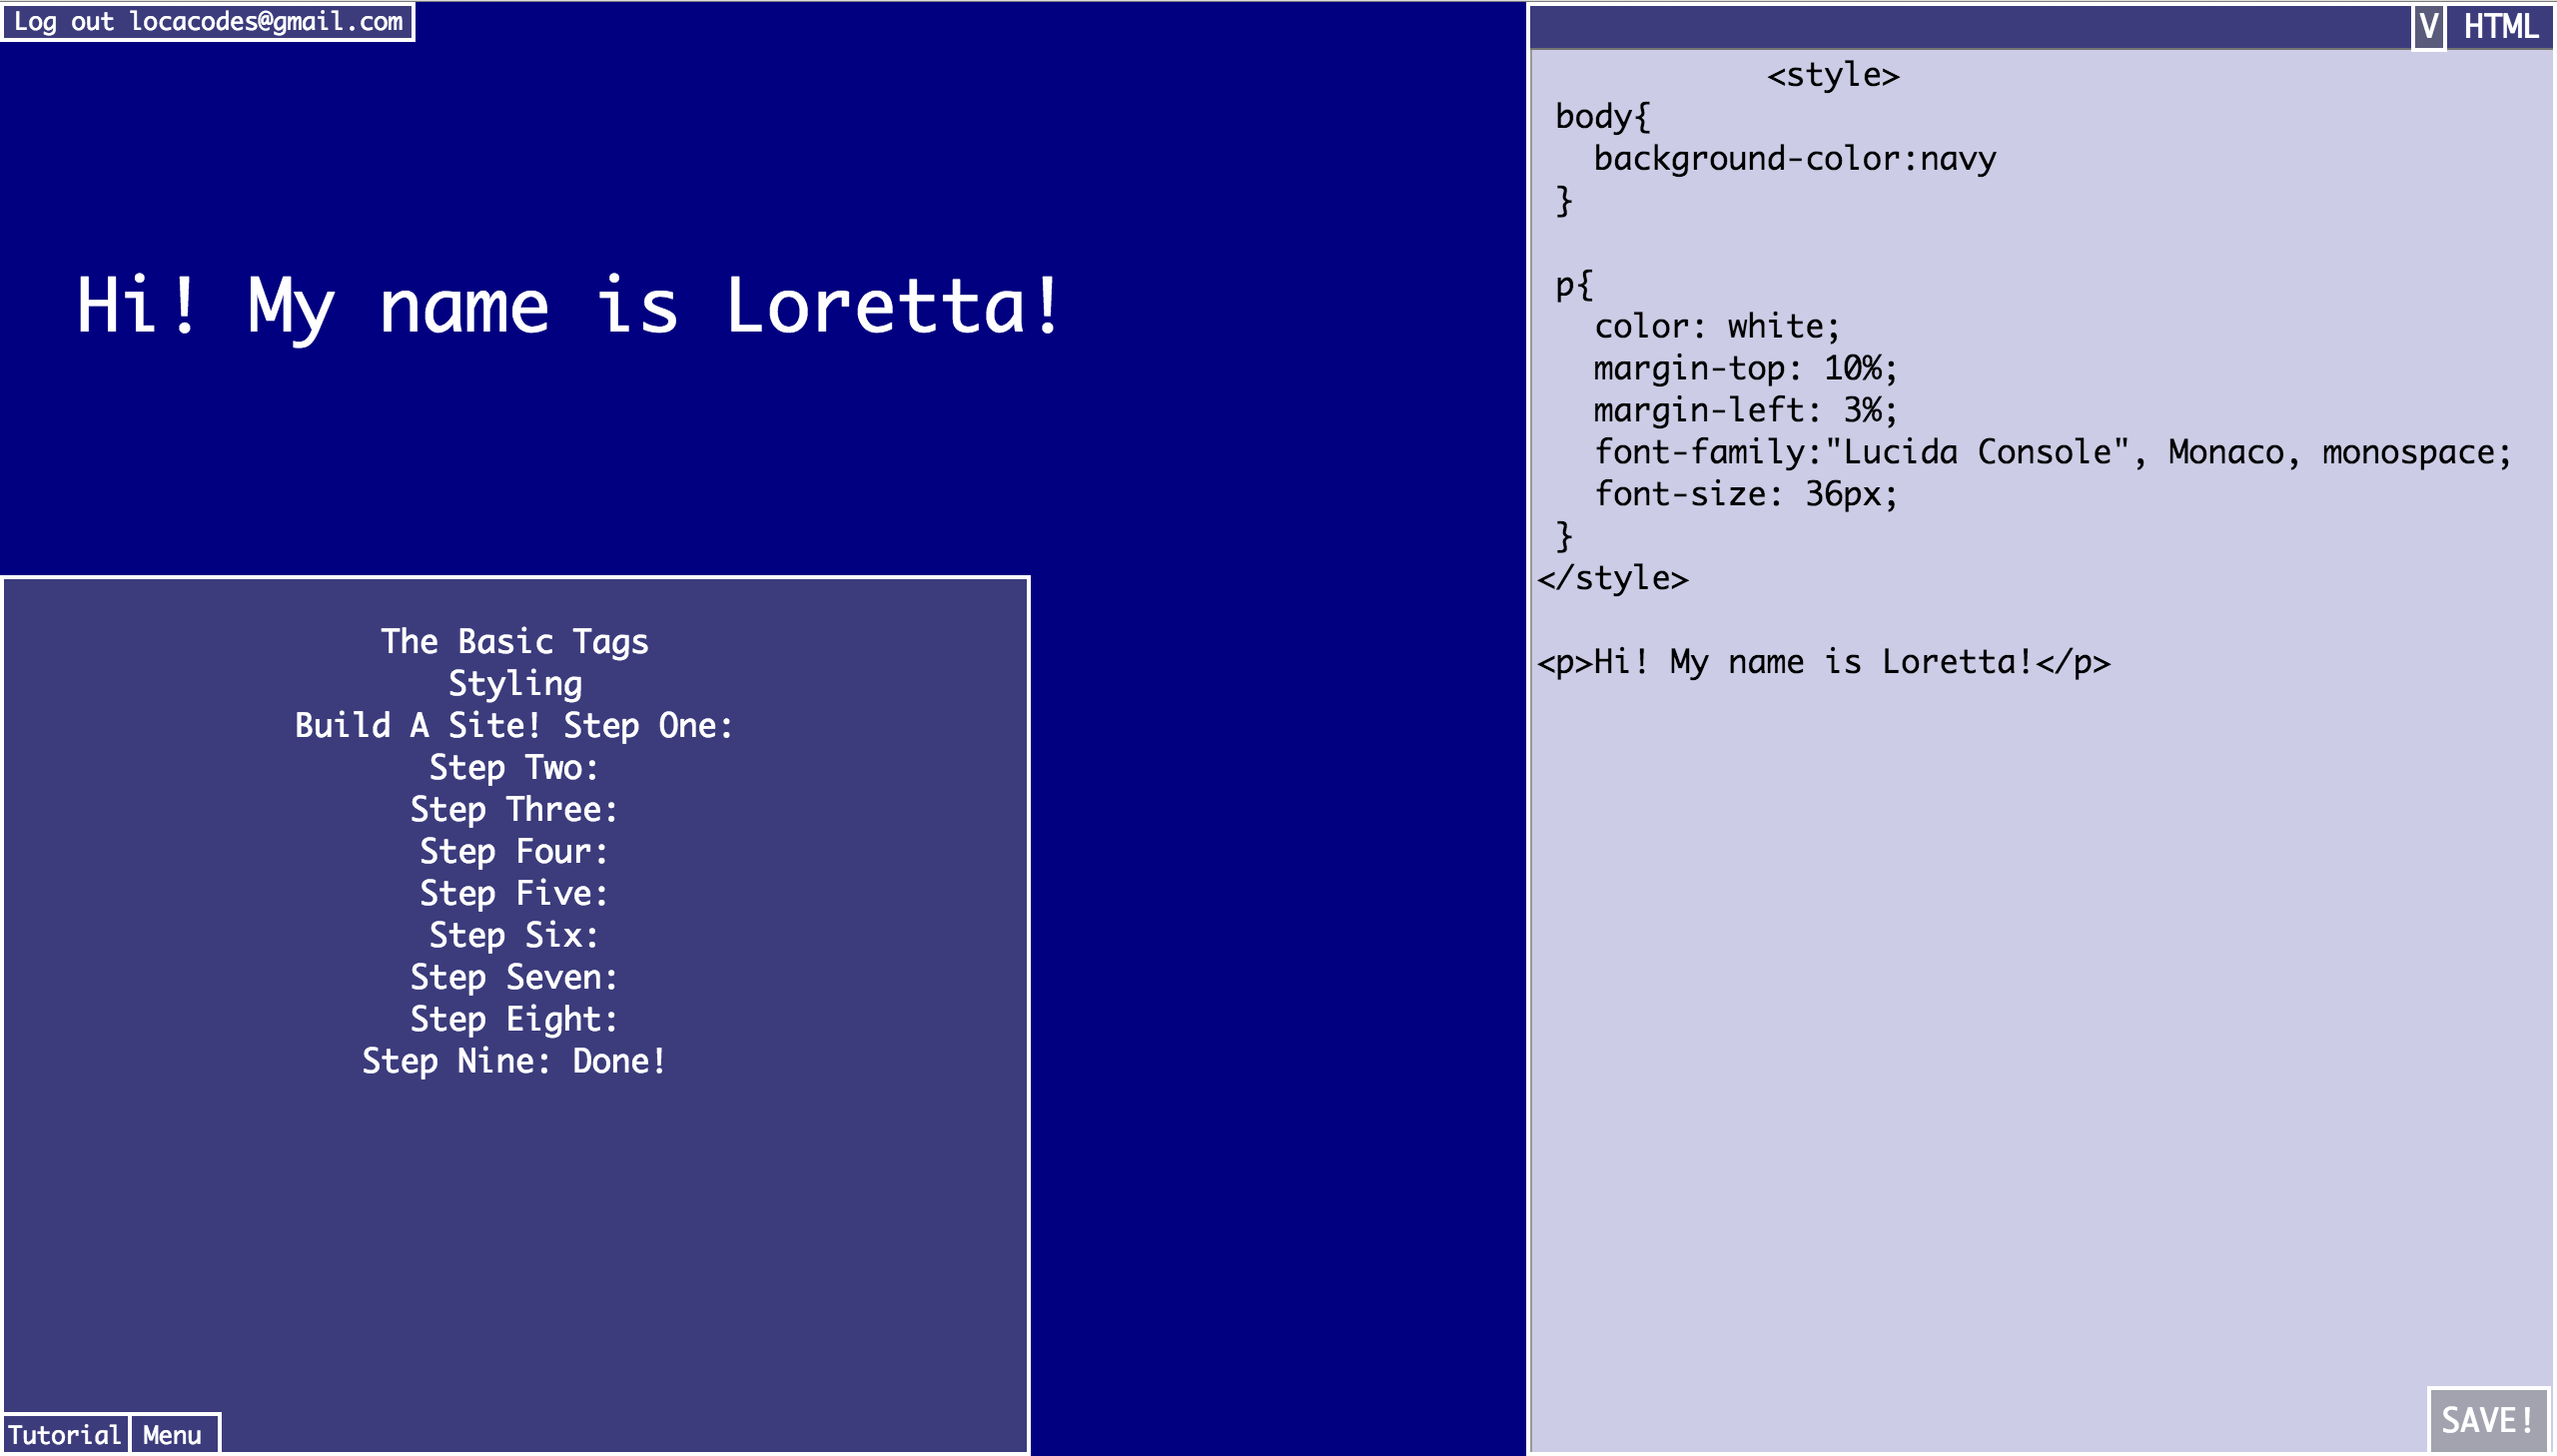 Log out locacodes@gmail.com
Hi! My name is Loretta!
The Basic Tags
Styling
Build A Site! Step One:
Step Two:
Step Three:
Step Four:
Step Five:
Step Six:
Step Seven:
Step Eight:
Step Nine: Done!
Tutorial Menu
V HTML
<style>
body{
background-color:navy
}
p{
color: white;
margin-top: 10%;
margin-left: 3%;
font-family:"Lucida Console", Monaco, monospace;
font-size: 36px;
}
</style>
<p>Hi! My name is Loretta!</p>
SAVE!